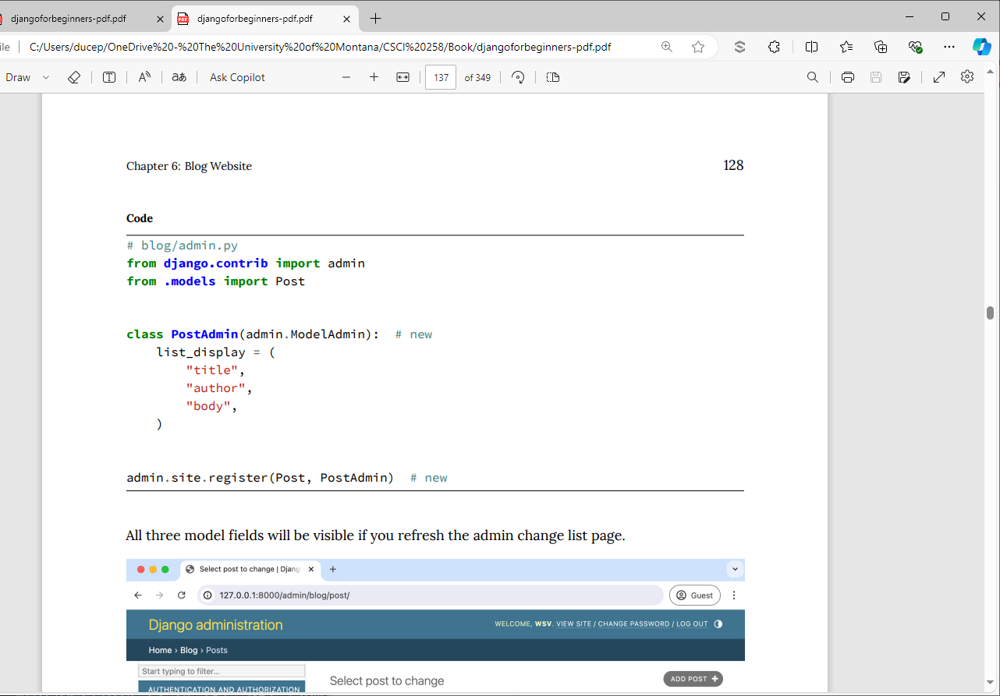 djangoforbeginners-pdf.pdf
djangoforbeginners-pdf.pdf
C:/Users/ducep/OneDrive%20-%20The%20University%20of%20Montana/CSCI%20258/Book/djangoforbeginners-pdf.pdf
Draw
Ask Copilot
137 of 349
Chapter 6: Blog Website
128
Code
# blog/admin.py
from django.contrib import admin
from .models import Post
class PostAdmin(admin.ModelAdmin):  # new
    list_display = (
        "title",
        "author",
        "body",
    )
admin.site.register(Post, PostAdmin)  # new
All three model fields will be visible if you refresh the admin change list page.
Select post to change | Djang
127.0.0.1:8000/admin/blog/post/
Guest
Django administration
WELCOME, WSV. VIEW SITE / CHANGE PASSWORD / LOG OUT
Home › Blog › Posts
Start typing to filter...
Select post to change
ADD POST +
AUTHENTICATION AND AUTHORIZATION